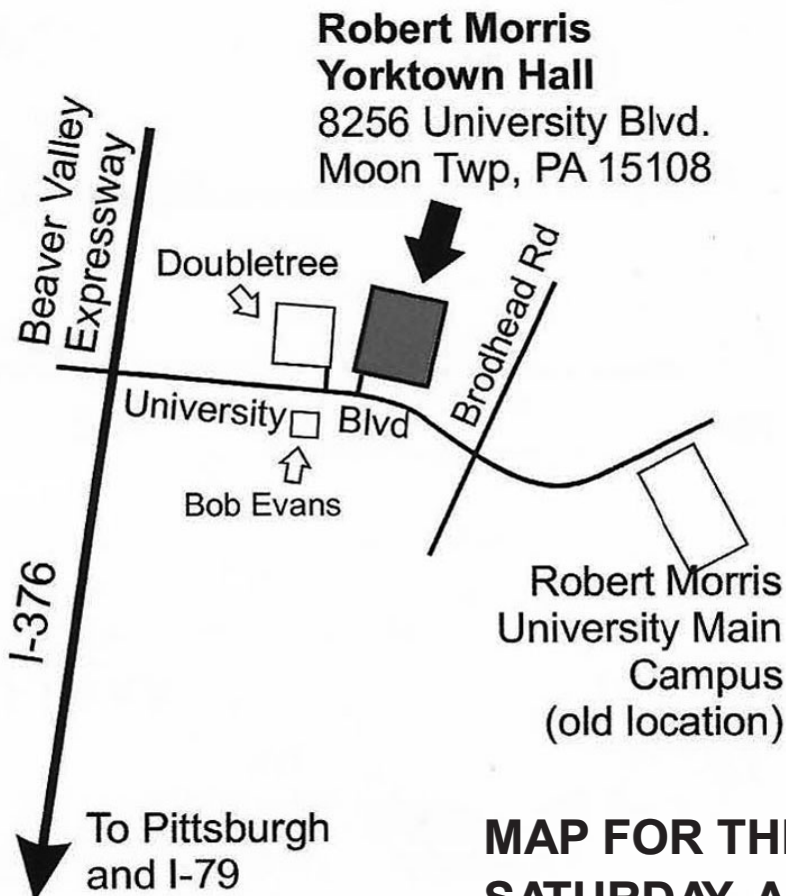 Robert Morris
Yorktown Hall
8256 University Blvd.
Moon Twp, PA 15108
Beaver Valley
Expressway
Doubletree
Brodhead Rd
University Blvd
Bob Evans
I-376
Robert Morris
University Main
Campus
(old location)
To Pittsburgh
and I-79
MAP FOR
SATURDAY